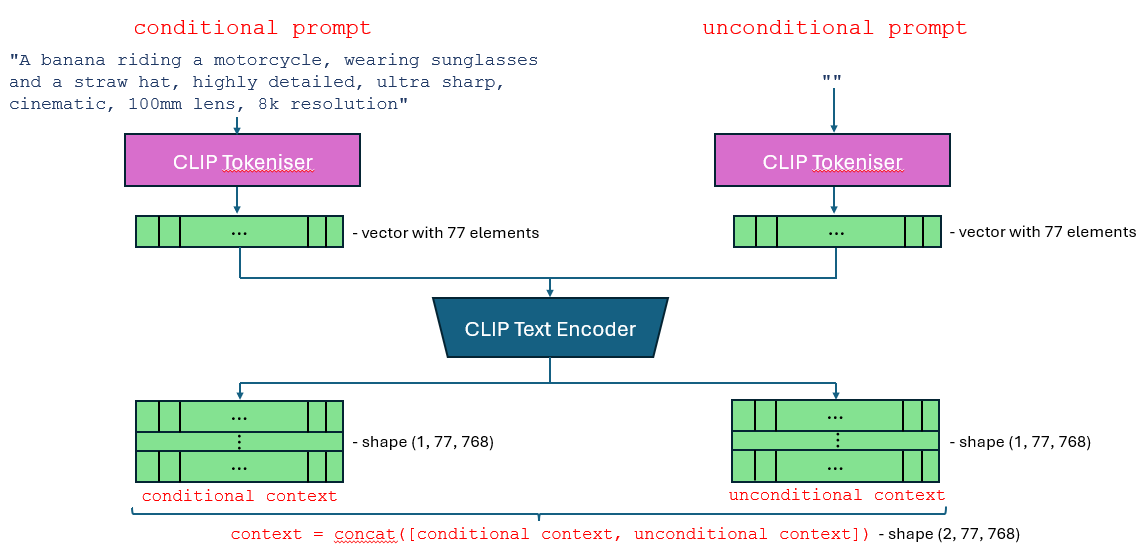 conditional prompt
unconditional prompt
"A banana riding a motorcycle, wearing sunglasses
and a straw hat, highly detailed, ultra sharp,
cinematic, 100mm lens, 8k resolution"
""
CLIP Tokeniser
CLIP Tokeniser
...
- vector with 77 elements
...
- vector with 77 elements
CLIP Text Encoder
...
...
...
- shape (1, 77, 768)
...
...
...
- shape (1, 77, 768)
conditional context
unconditional context
context = concat([conditional context, unconditional context]) - shape (2, 77, 768)